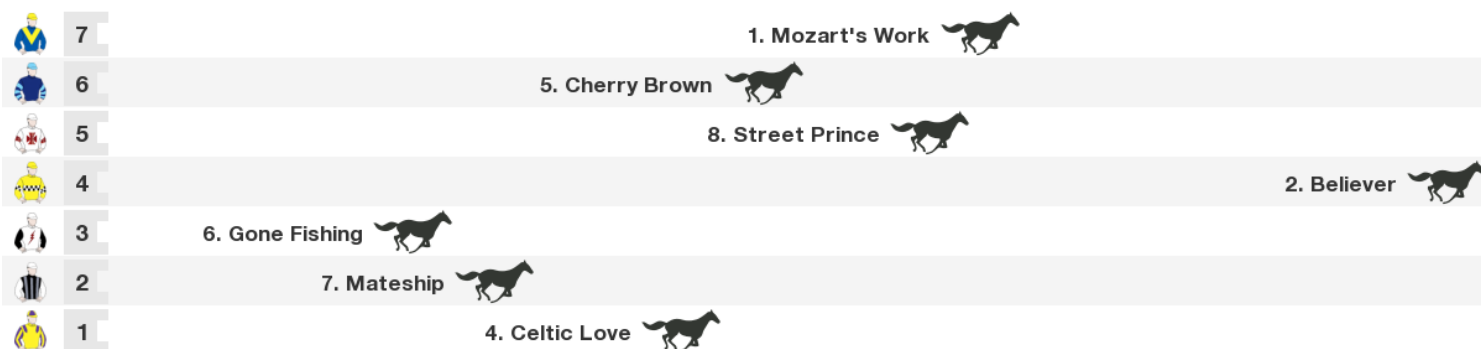 7 1. Mozart's Work
6 5. Cherry Brown
5 8. Street Prince
4 2. Believer
3 6. Gone Fishing
2 7. Mateship
1 4. Celtic Love